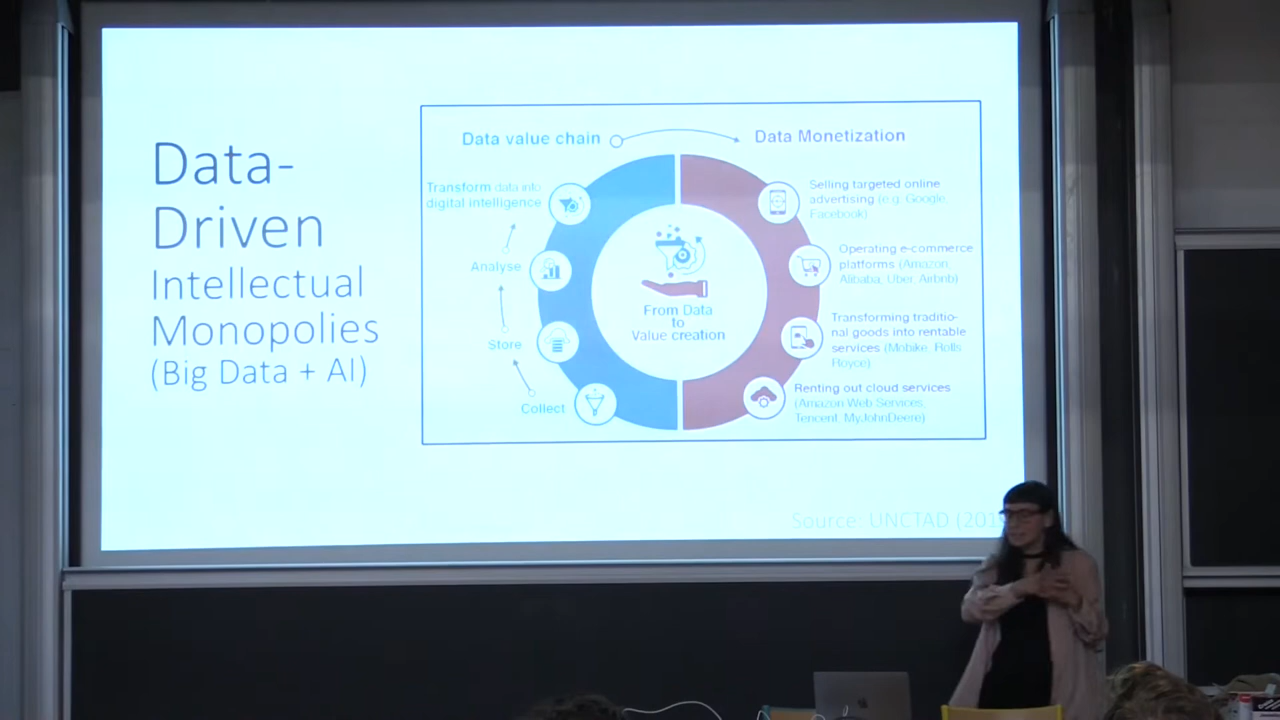 Data-
Driven
Intellectual
Monopolies
(Big Data + AI)
Data value chain
Data Monetization
Transform data into
digital intelligence
Analyse
Store
Collect
From Data
to
Value creation
Selling targeted online
advertising (e.g. Google,
Facebook)
Operating e-commerce
platforms (Amazon,
Alibaba, Uber, Airbnb)
Transforming traditio-
nal goods into rentable
services (Mobike, Rolls
Royce)
Renting out cloud services
(Amazon Web Services,
Tencent, MyJohnDeere)
Source: UNCTAD (201